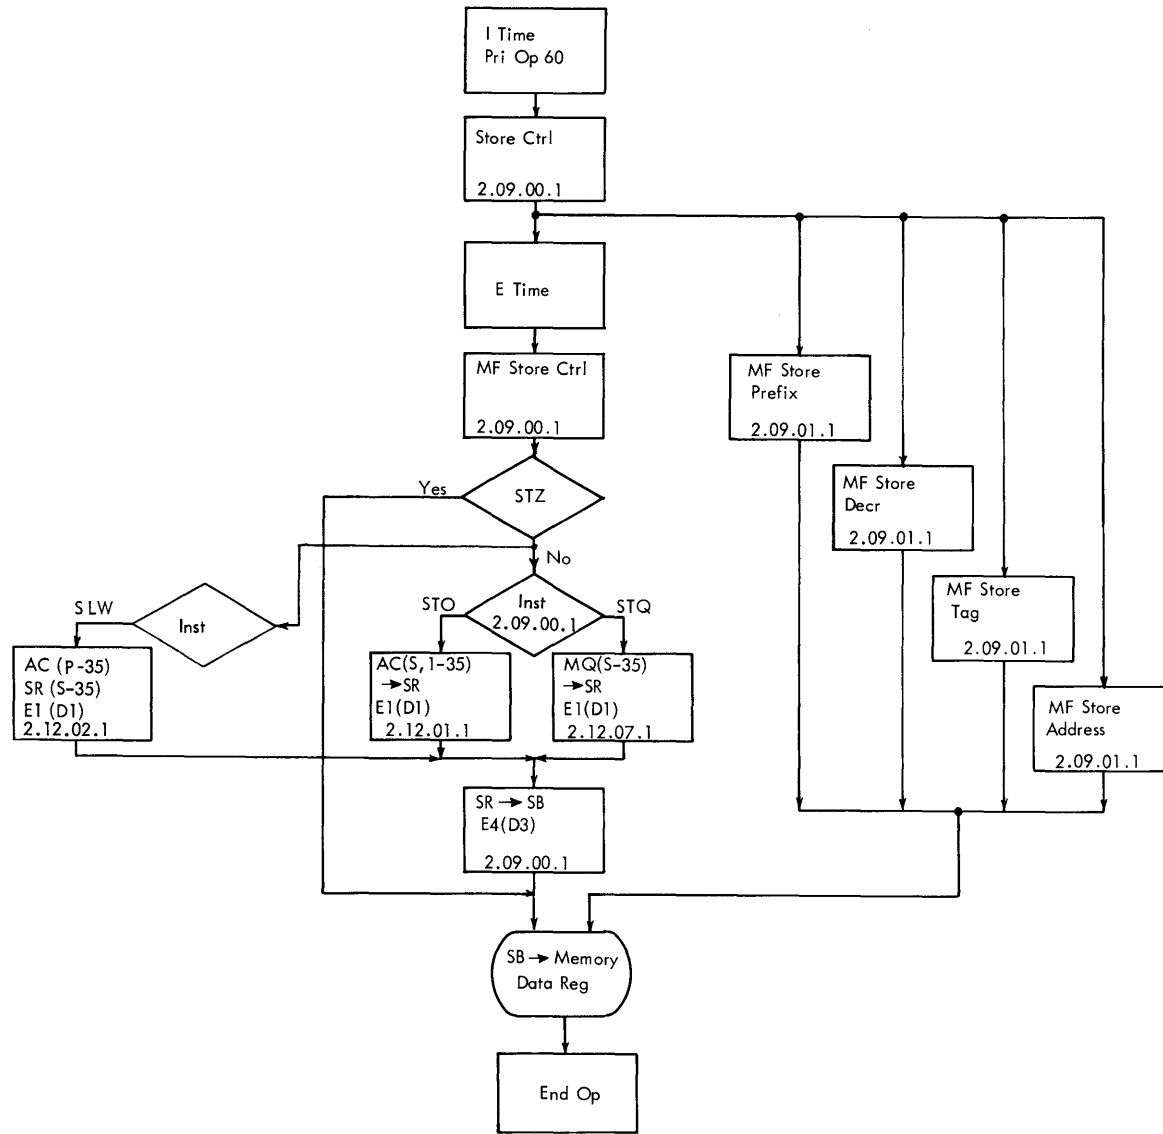 I Time
Pri Op 60
Store Ctrl
2.09.00.1
E Time
MF Store Ctrl
2.09.00.1
MF Store
Prefix
2.09.01.1
MF Store
Decr
2.09.01.1
MF Store
Tag
2.09.01.1
MF Store
Address
2.09.01.1
Yes
STZ
No
SLW
Inst
STO
Inst
2.09.00.1
STQ
AC (P-35)
SR (S-35)
E1 (D1)
2.12.02.1
AC(S,1-35)
→SR
E1(D1)
2.12.01.1
MQ(S-35)
→SR
E1(D1)
2.12.07.1
SR → SB
E4(D3)
2.09.00.1
SB → Memory
Data Reg
End Op